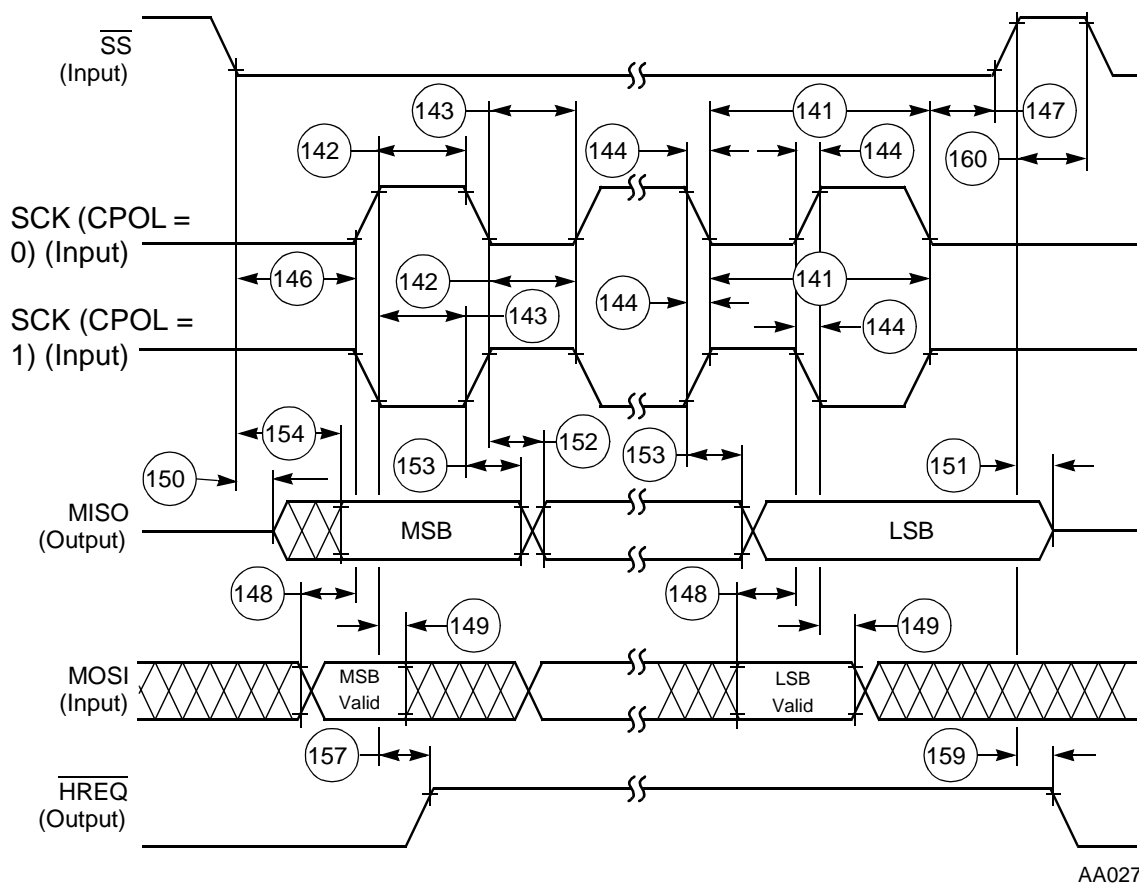 SS
(Input)
143
141
147
142
144
144
160
SCK (CPOL =
0) (Input)
146
142
144
141
SCK (CPOL =
1) (Input)
143
144
154
152
153
153
150
151
MISO
(Output)
MSB
LSB
148
148
149
149
MOSI
(Input)
MSB
Valid
LSB
Valid
157
159
HREQ
(Output)
AA027